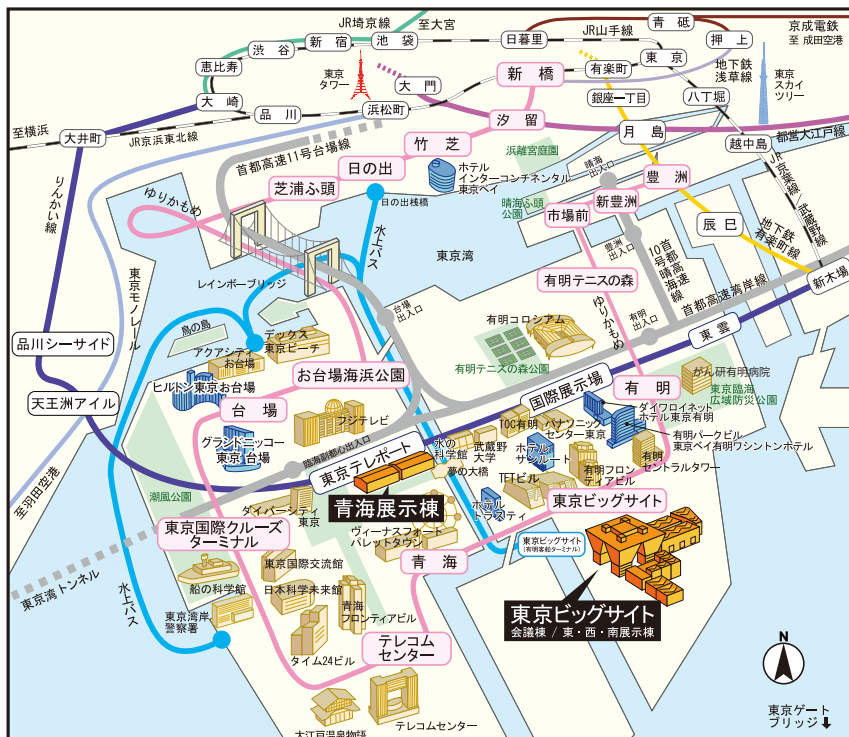 JR埼京線
至大宮
JR山手線
青砥
京成電鉄
至 成田空港
渋谷
新宿
池袋
日暮里
恵比寿
押上
東京
地下鉄
浅草線
東京
タワー
新橋
有楽町
大門
東京
スカイ
ツリー
大崎
品川
浜松町
銀座一丁目
八丁堀
至横浜
大井町
JR京浜東北線
汐留
月島
都営大江戸線
首都高速11号台場線
竹芝
浜離宮庭園
越中島
日の出
ホテル
インターコンチネンタル
東京ベイ
晴海
出入口
JR京葉線
武蔵野線
りんかい線
芝浦ふ頭
豊洲
ゆりかもめ
日の出桟橋
晴海ふ頭
公園
新豊洲
市場前
辰巳
地下鉄
有楽町線
水上バス
東京湾
豊洲
出入口
10号晴海線
首都高速
東京モノレール
レインボーブリッジ
有明テニスの森
首都高速湾岸線
新木場
台場
出入口
ゆりかもめ
有明
出入口
鳥の島
デックス
東京ビーチ
有明コロシアム
東雲
品川シーサイド
アクアシティ
お台場
有明テニスの森公園
がん研有明病院
ヒルトン東京お台場
お台場海浜公園
国際展示場
有明
東京臨海
広域防災公園
天王洲アイル
台場
フジテレビ
ダイワロイネット
ホテル東京有明
TOC有明
パナソニック
センター東京
グランドニッコー
東京 台場
水の
科学館
武蔵野
大学
有明パークビル
東京ベイ有明ワシントンホテル
臨海副都心出入口
ホテル
サンルート
有明
セントラルタワー
東京テレポート
夢の大橋
有明フロン
ティアビル
至羽田空港
TFTビル
潮風公園
青海展示棟
ホテル
トラスティ
東京ビッグサイト
ダイバーシティ
東京
東京国際クルーズ
ターミナル
ヴィーナスフォート
パレットタウン
東京ビッグサイト
(有明客船ターミナル)
東京国際交流館
青海
東京湾トンネル
水上バス
船の科学館
日本科学未来館
東京湾岸
警察署
青海
フロンティアビル
東京ビッグサイト
会議棟 / 東・西・南展示棟
タイム24ビル
テレコム
センター
N
大江戸温泉物語
テレコムセンター
東京ゲート
ブリッジ↓